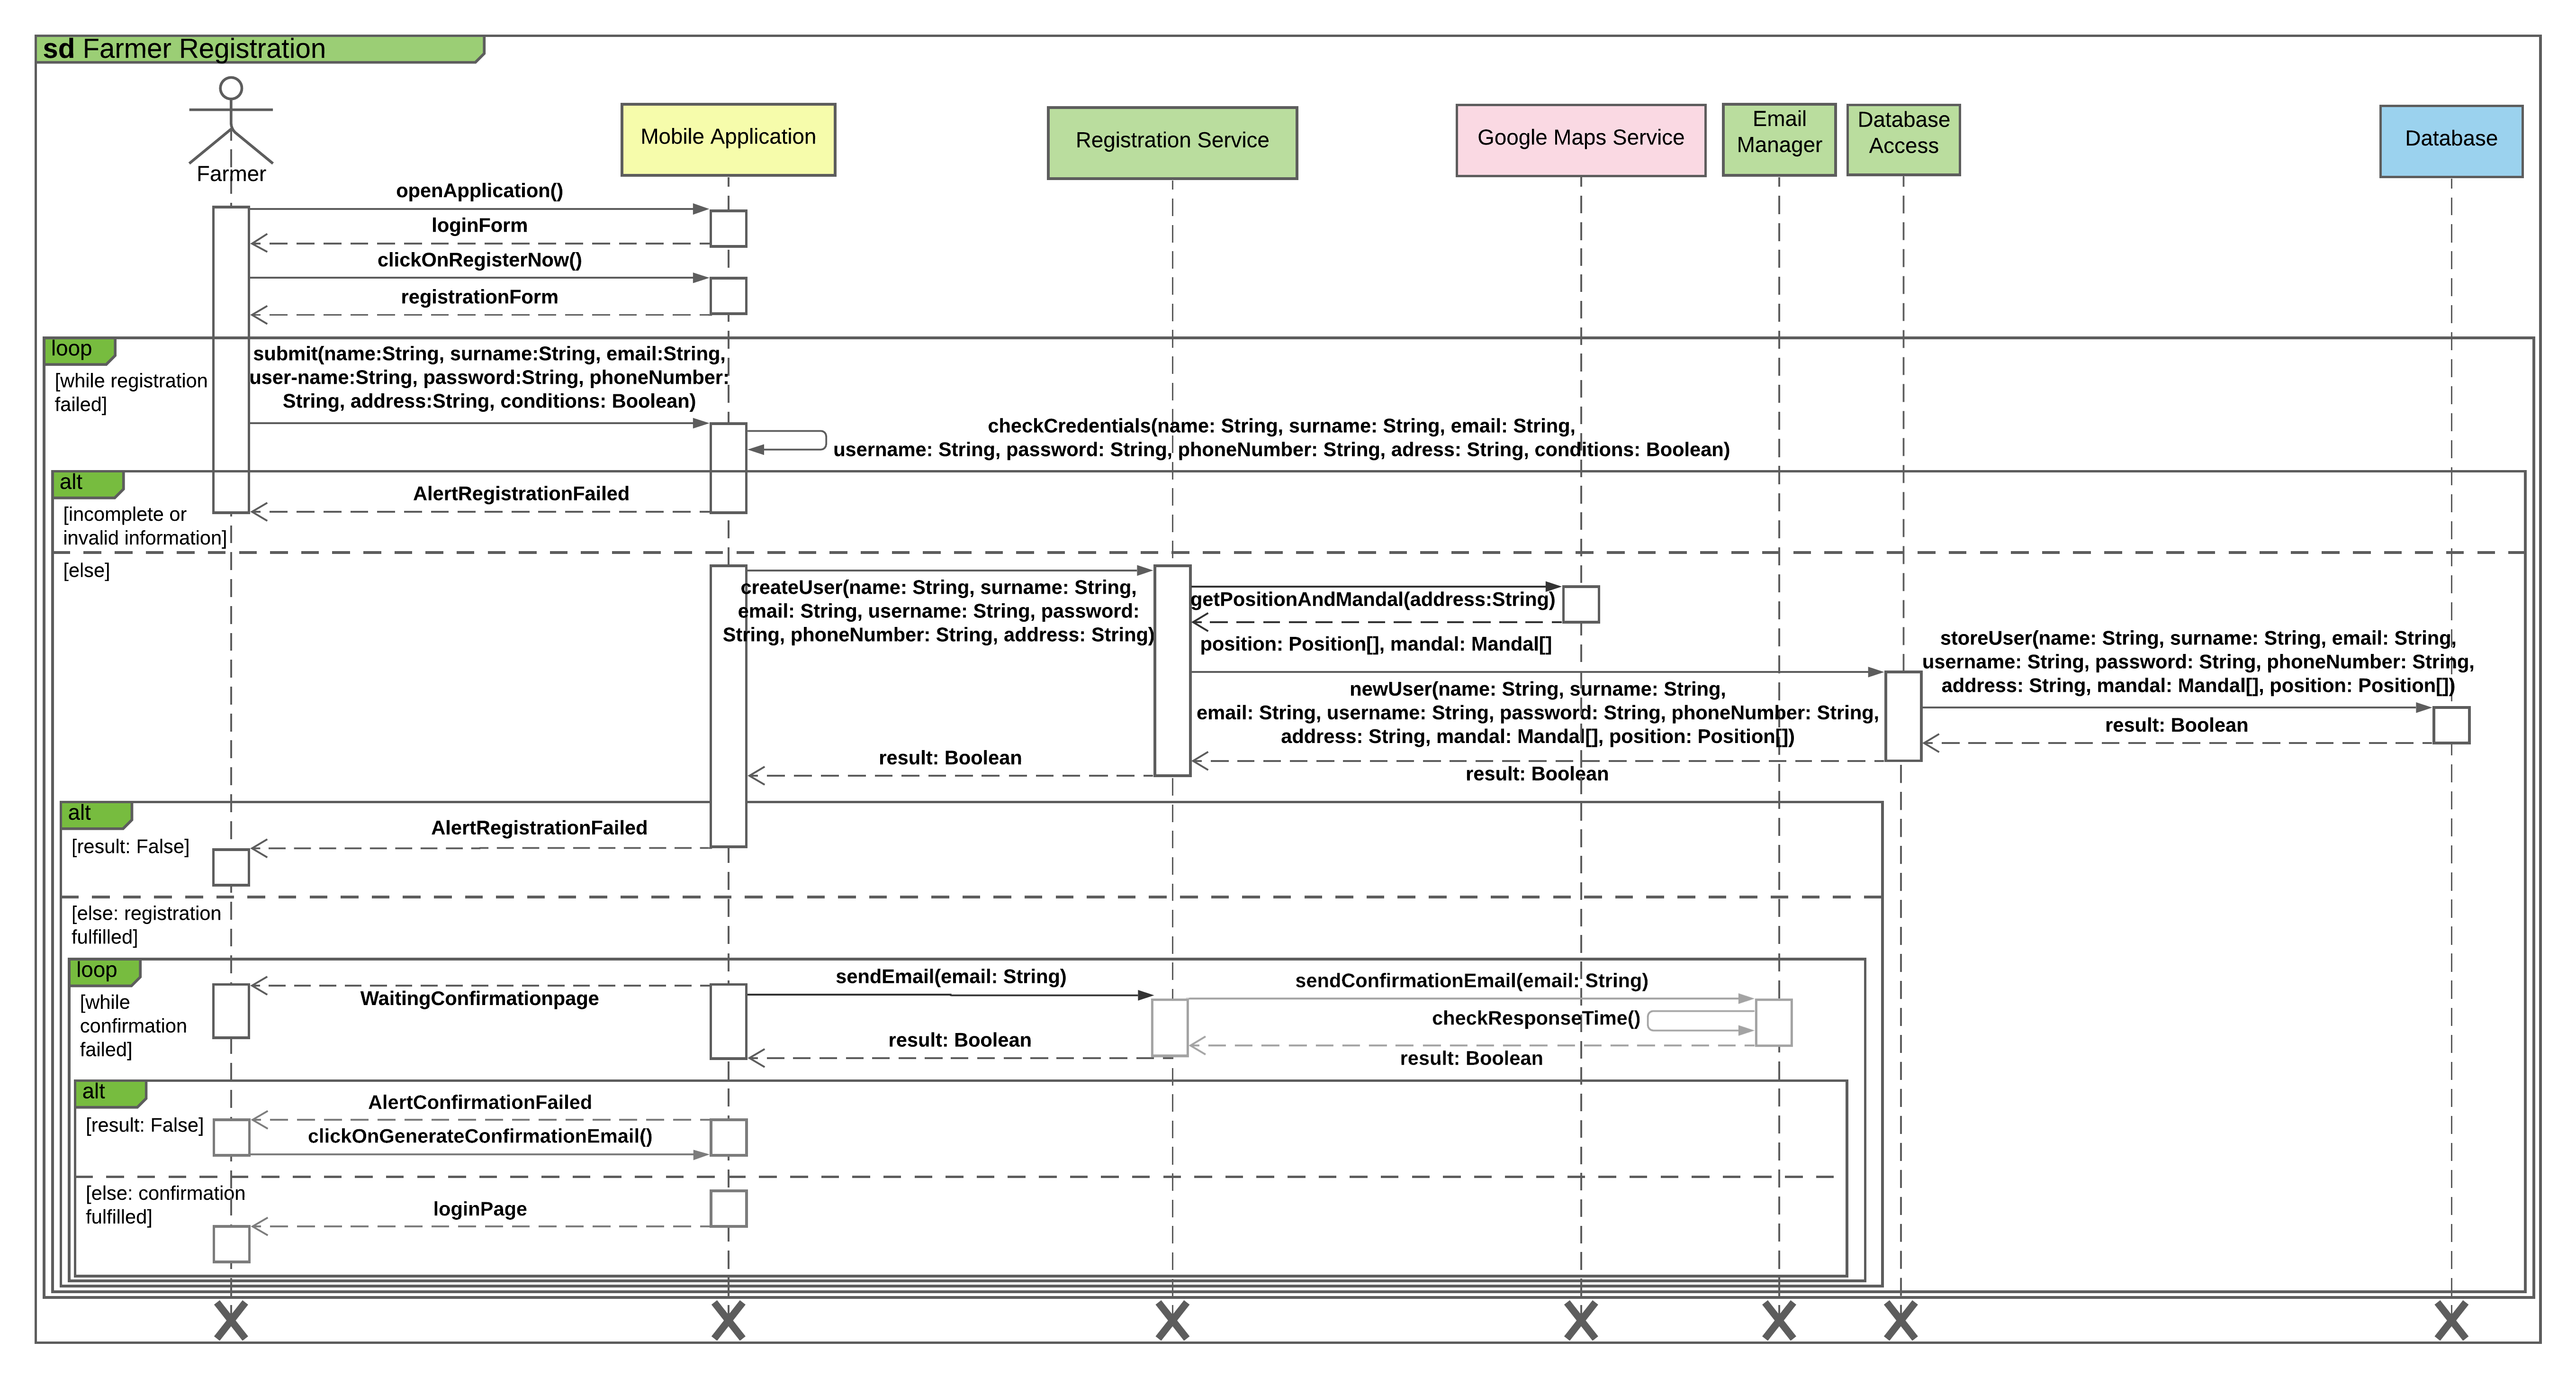 sd Farmer Registration
Farmer
Mobile Application
Registration Service
Google Maps Service
Email
Manager
Database
Access
Database
openApplication()
loginForm
clickOnRegisterNow()
registrationForm
loop
[while registration
failed]
submit(name:String, surname:String, email:String,
user-name:String, password:String, phoneNumber:
String, address:String, conditions: Boolean)
checkCredentials(name: String, surname: String, email: String,
username: String, password: String, phoneNumber: String, adress: String, conditions: Boolean)
alt
[incomplete or
invalid information]
AlertRegistrationFailed
[else]
createUser(name: String, surname: String,
email: String, username: String, password:
String, phoneNumber: String, address: String)
getPositionAndMandal(address:String)
position: Position[], mandal: Mandal[]
storeUser(name: String, surname: String, email: String,
username: String, password: String, phoneNumber: String,
address: String, mandal: Mandal[], position: Position[])
newUser(name: String, surname: String,
email: String, username: String, password: String, phoneNumber: String,
address: String, mandal: Mandal[], position: Position[])
result: Boolean
result: Boolean
result: Boolean
alt
[result: False]
AlertRegistrationFailed
[else: registration
fulfilled]
loop
[while
confirmation
failed]
WaitingConfirmationpage
sendEmail(email: String)
sendConfirmationEmail(email: String)
checkResponseTime()
result: Boolean
result: Boolean
alt
[result: False]
AlertConfirmationFailed
clickOnGenerateConfirmationEmail()
[else: confirmation
fulfilled]
loginPage